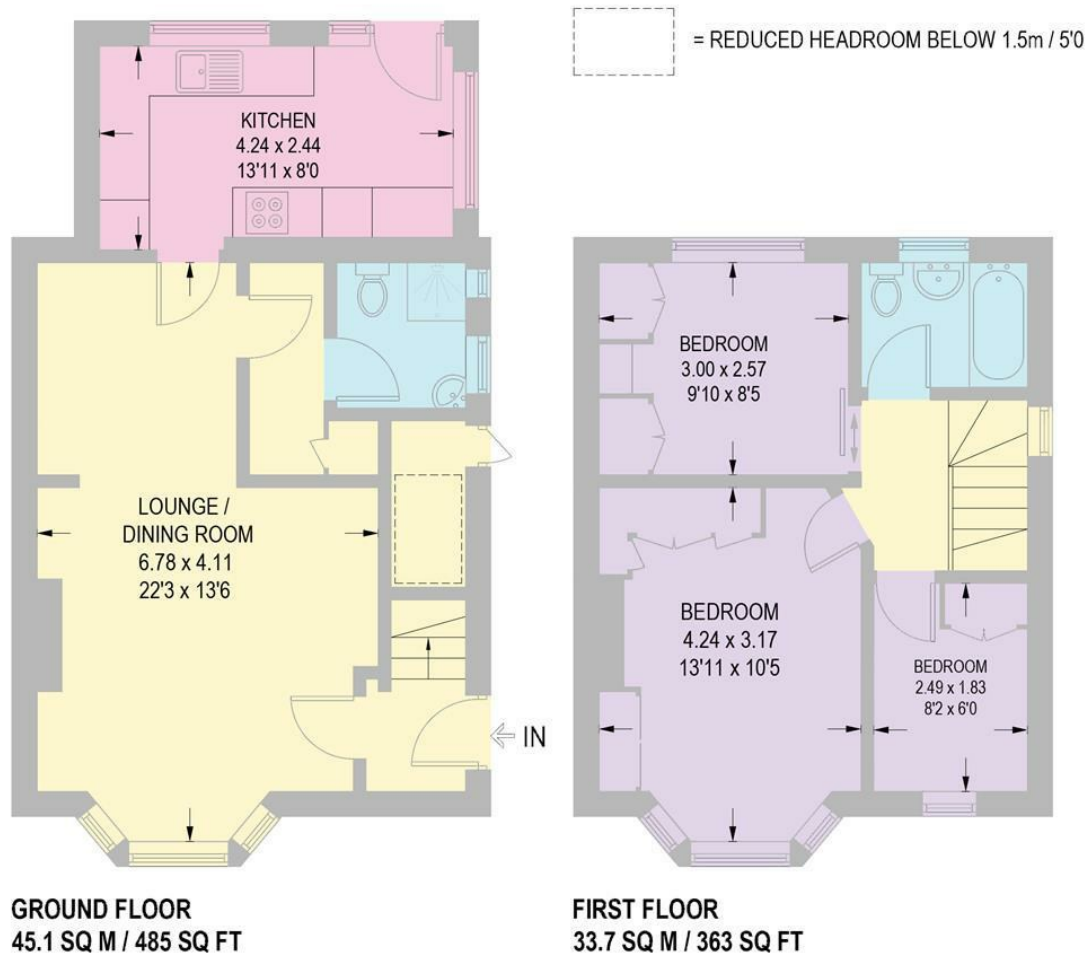 = REDUCED HEADROOM BELOW 1.5m / 5'0
KITCHEN
4.24 x 2.44
13'11 x 8'0
LOUNGE /
DINING ROOM
6.78 x 4.11
22'3 x 13'6
IN
BEDROOM
3.00 x 2.57
9'10 x 8'5
BEDROOM
4.24 x 3.17
13'11 x 10'5
BEDROOM
2.49 x 1.83
8'2 x 6'0
GROUND FLOOR
45.1 SQ M / 485 SQ FT
FIRST FLOOR
33.7 SQ M / 363 SQ FT